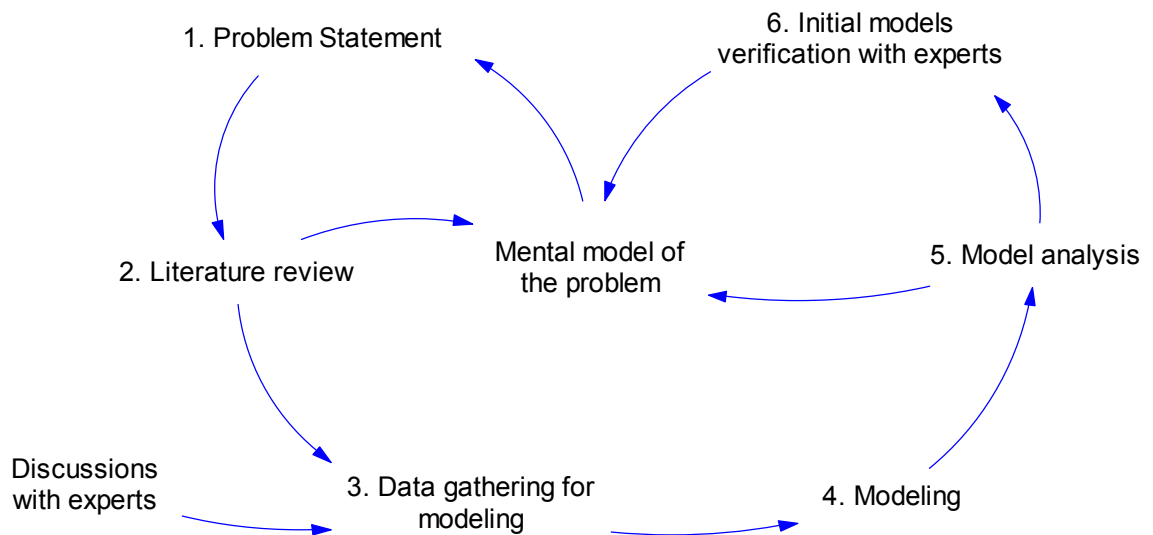 1. Problem Statement
6. Initial models
verification with experts
2. Literature review
Mental model of
the problem
5. Model analysis
Discussions
with experts
3. Data gathering for
modeling
4. Modeling